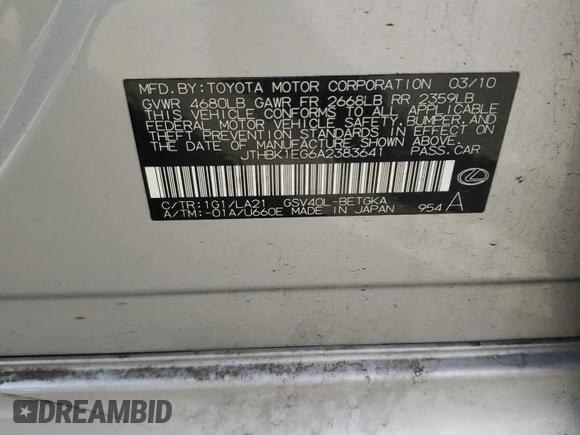 MFD.BY:TOYOTA MOTOR CORPORATION 03/10
GVWR 4680LB GAWR FR 2668LB RR 2359LB
THIS VEHICLE CONFORMS TO ALL APPLICABLE
FEDERAL MOTOR VEHICLE SAFETY, BUMPER, AND
THEFT PREVENTION STANDARDS IN EFFECT ON
THE DATE OF MANUFACTURE SHOWN ABOVE.
JTHBK1EG6A2383641 PASS.CAR
C/TR:1G1/LA21 GSV40L-BETGKA
A/TM:-01A/U660E MADE IN JAPAN 954 A
DREAMBID